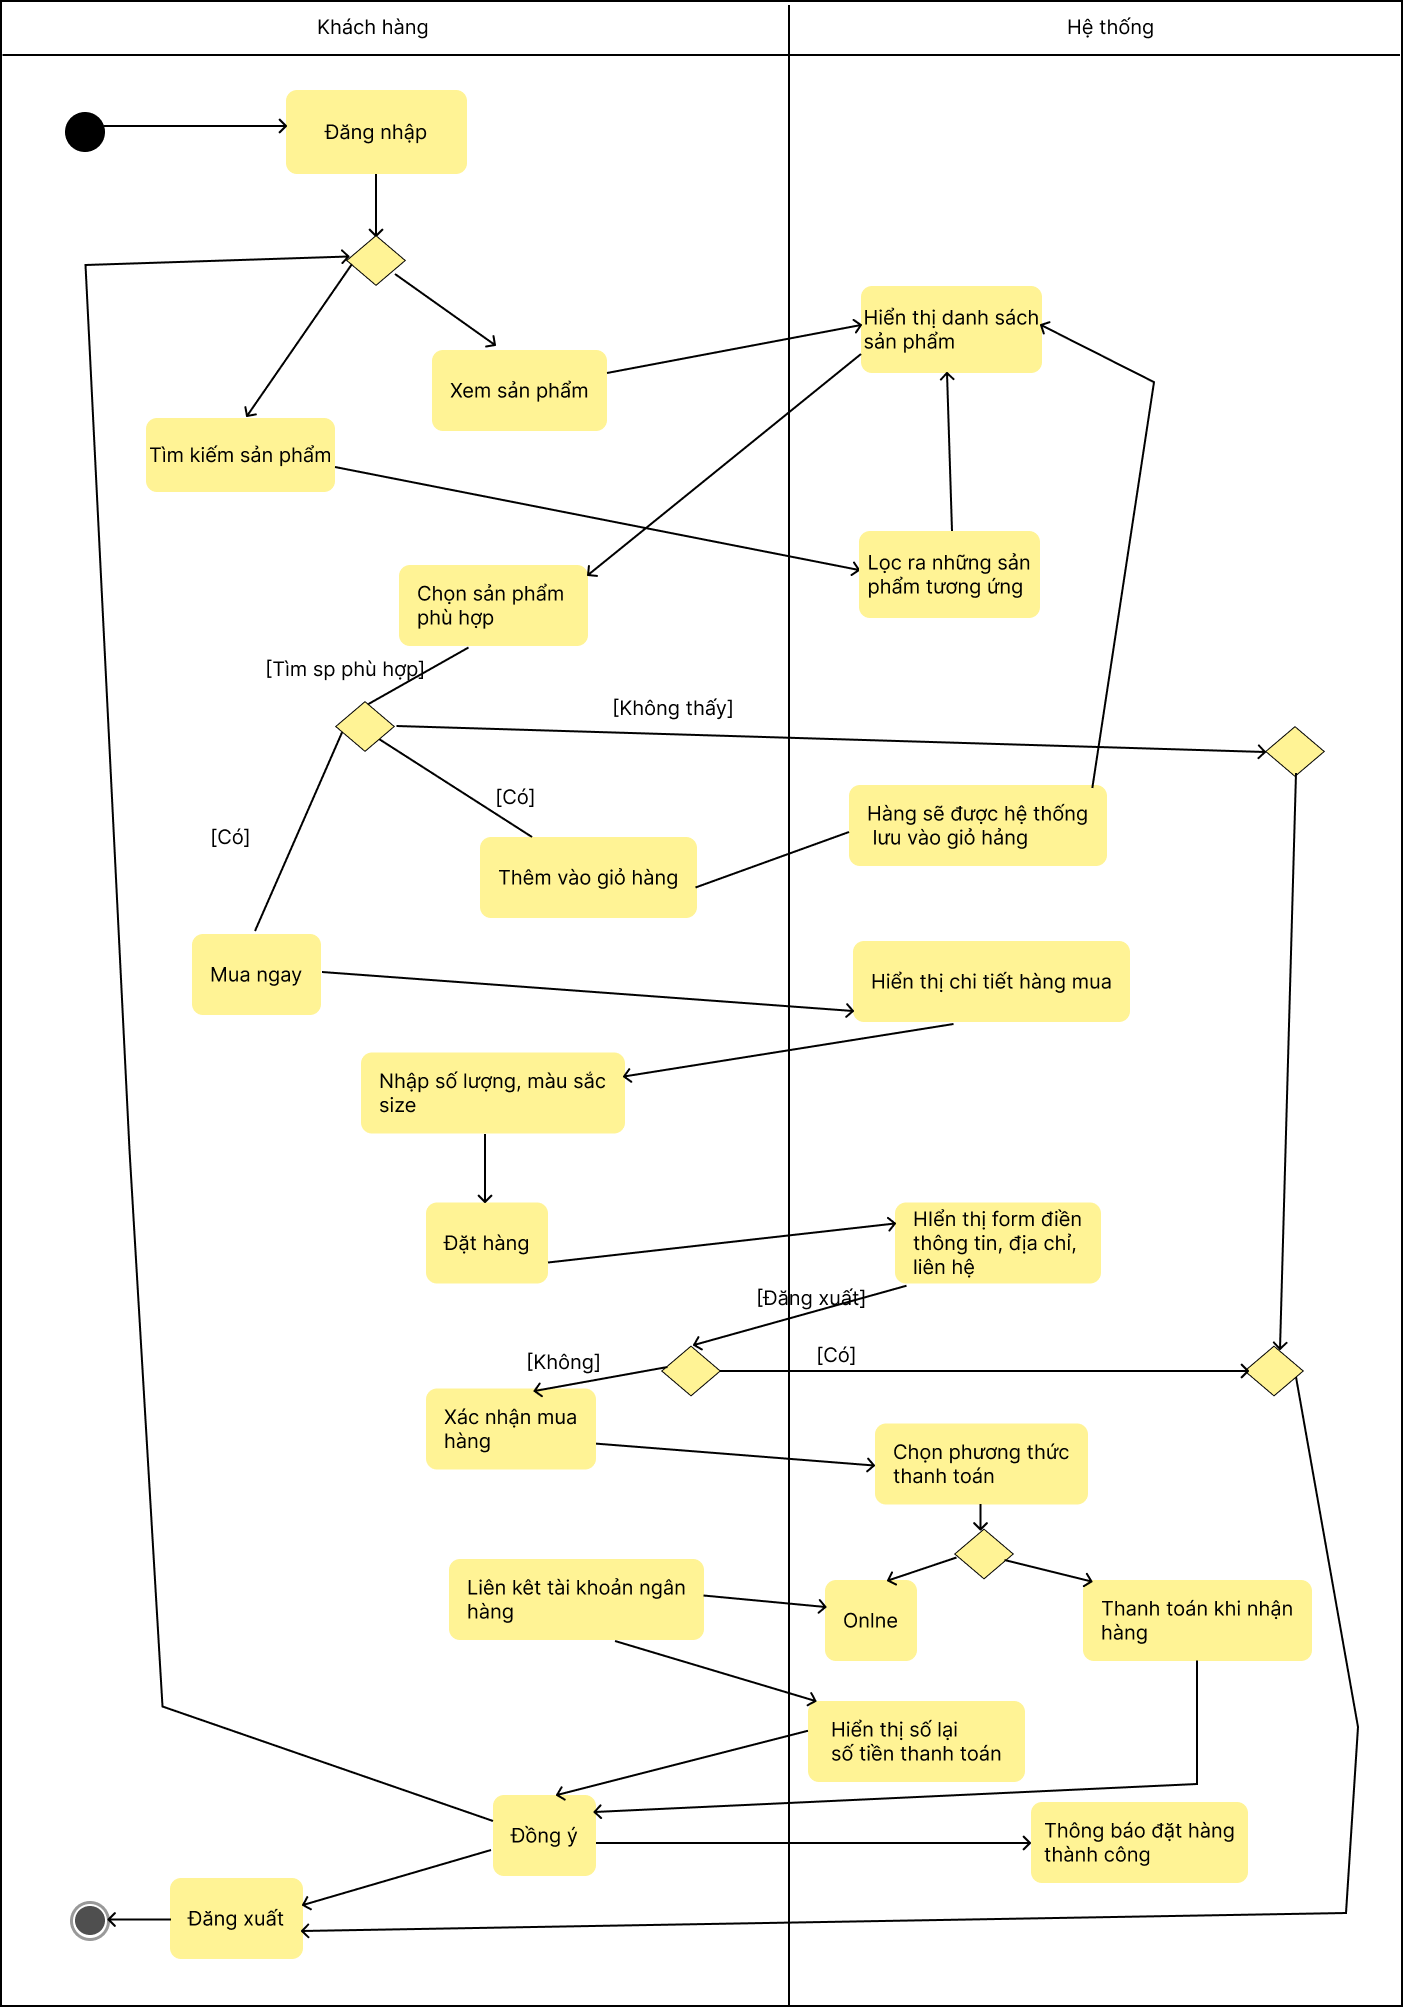 Khách hàng
Hệ thống
Đăng nhập
Hiển thị danh sách
sản phẩm
Xem sản phẩm
Tìm kiếm sản phẩm
Lọc ra những sản
phẩm tương ứng
Chọn sản phẩm
phù hợp
[Tìm sp phù hợp]
[Không thấy]
[Có]
[Có]
Hàng sẽ được hệ thống
lưu vào giỏ hảng
Thêm vào giỏ hàng
Mua ngay
Hiển thị chi tiết hàng mua
Nhập số lượng, màu sắc
size
Đặt hàng
HIển thị form điền
thông tin, địa chỉ,
liên hệ
[Đăng xuất]
[Không]
[Có]
Xác nhận mua
hàng
Chọn phương thức
thanh toán
Liên kêt tài khoản ngân
hàng
Onlne
Thanh toán khi nhận
hàng
Hiển thị số lại
số tiền thanh toán
Đồng ý
Thông báo đặt hàng
thành công
Đăng xuất